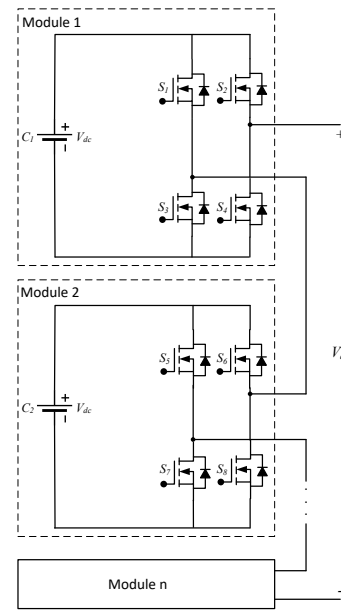 Module 1
S1 S2
+
C1 Vdc
-
+
S3 S4
Module 2
S5 S6
+
C2 Vdc
-
S7 S8
Module n
-